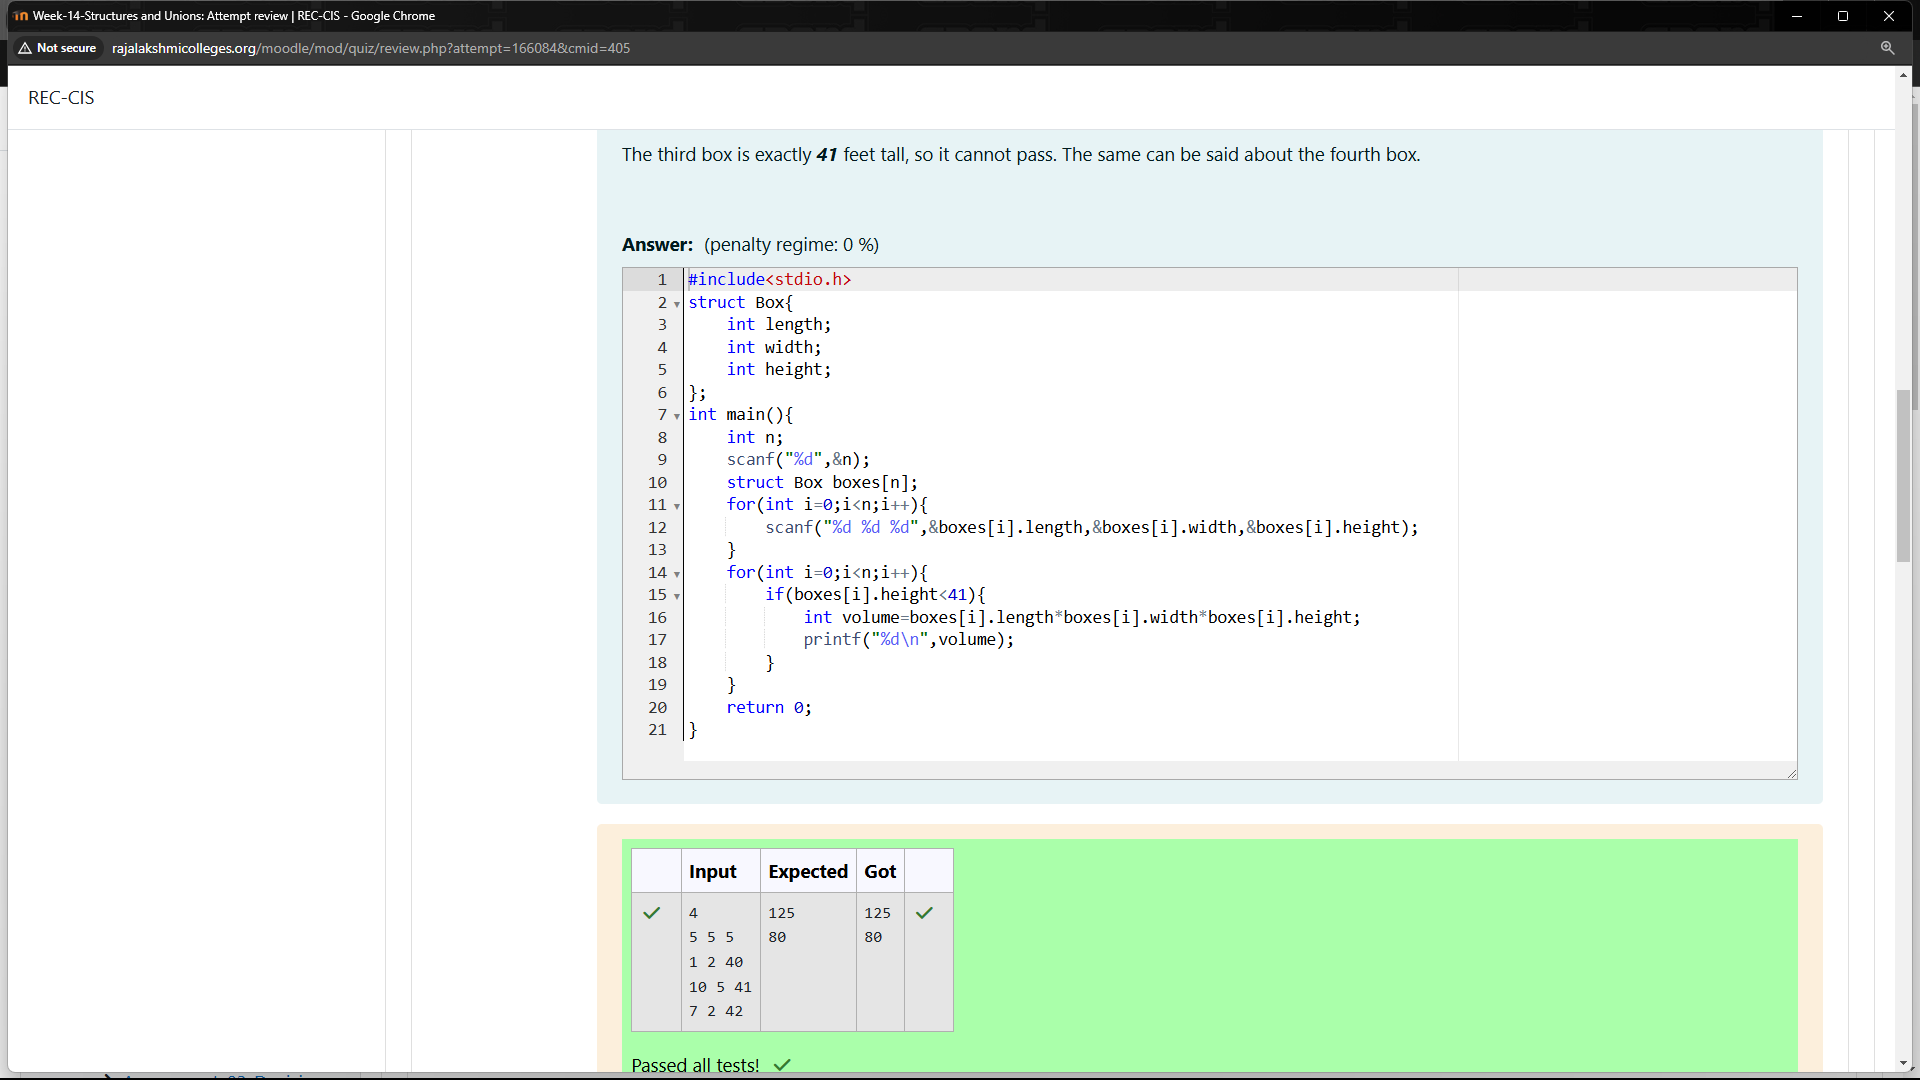 Week-14-Structures and Unions: Attempt review | REC-CIS - Google Chrome
Not secure rajalakshmicolleges.org/moodle/mod/quiz/review.php?attempt=166084&cmid=405
REC-CIS
The third box is exactly 41 feet tall, so it cannot pass. The same can be said about the fourth box.
Answer: (penalty regime: 0 %)
1 #include<stdio.h>
2 struct Box{
3     int length;
4     int width;
5     int height;
6 };
7 int main(){
8     int n;
9     scanf("%d",&n);
10     struct Box boxes[n];
11     for(int i=0;i<n;i++){
12         scanf("%d %d %d",&boxes[i].length,&boxes[i].width,&boxes[i].height);
13     }
14     for(int i=0;i<n;i++){
15         if(boxes[i].height<41){
16             int volume=boxes[i].length*boxes[i].width*boxes[i].height;
17             printf("%d\n",volume);
18         }
19     }
20     return 0;
21 }
Input Expected Got
4 125 125
5 5 5 80 80
1 2 40
10 5 41
7 2 42
Passed all tests!